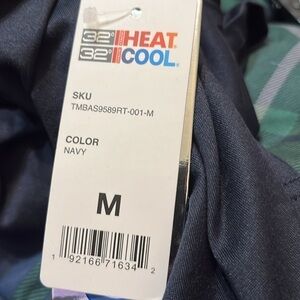 32° HEAT
32° COOL
SKU
TMBAS9589RT-001-M
COLOR
NAVY
M
1 92166 71634 2